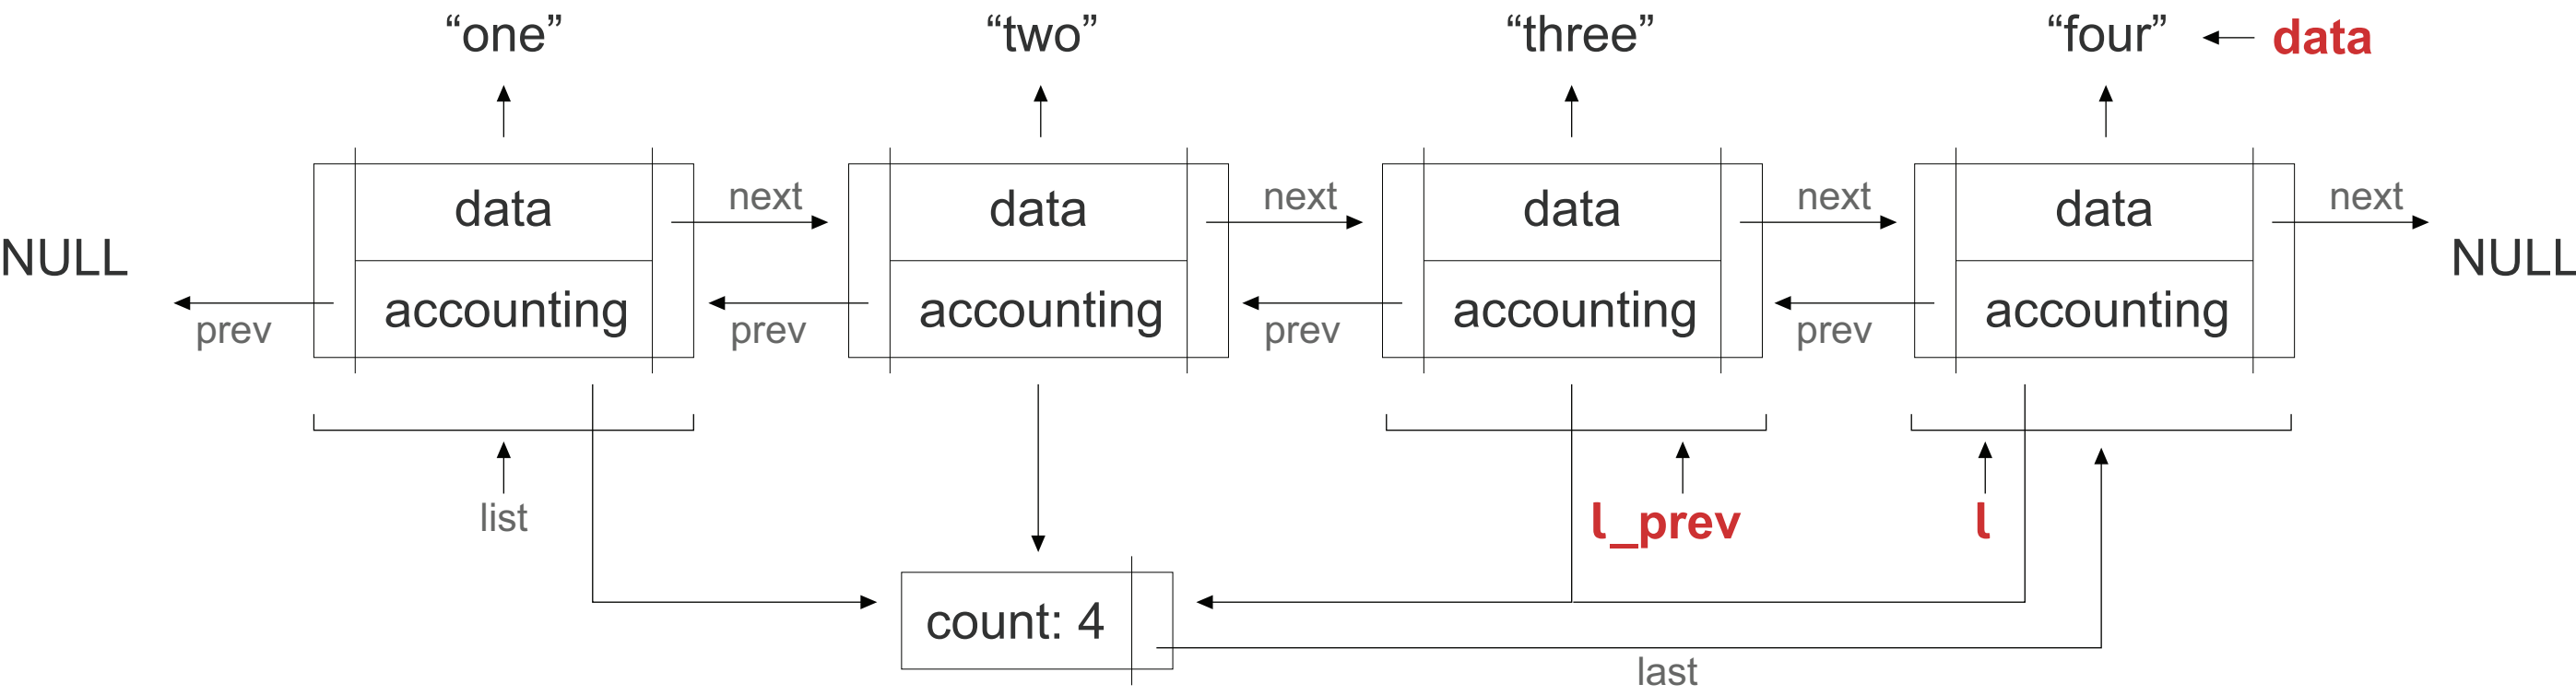 “one” “two” “three” “four” data
data next data next data next data next
NULL NULL
prev accounting prev accounting prev accounting prev accounting
list l_prev l
count: 4
last